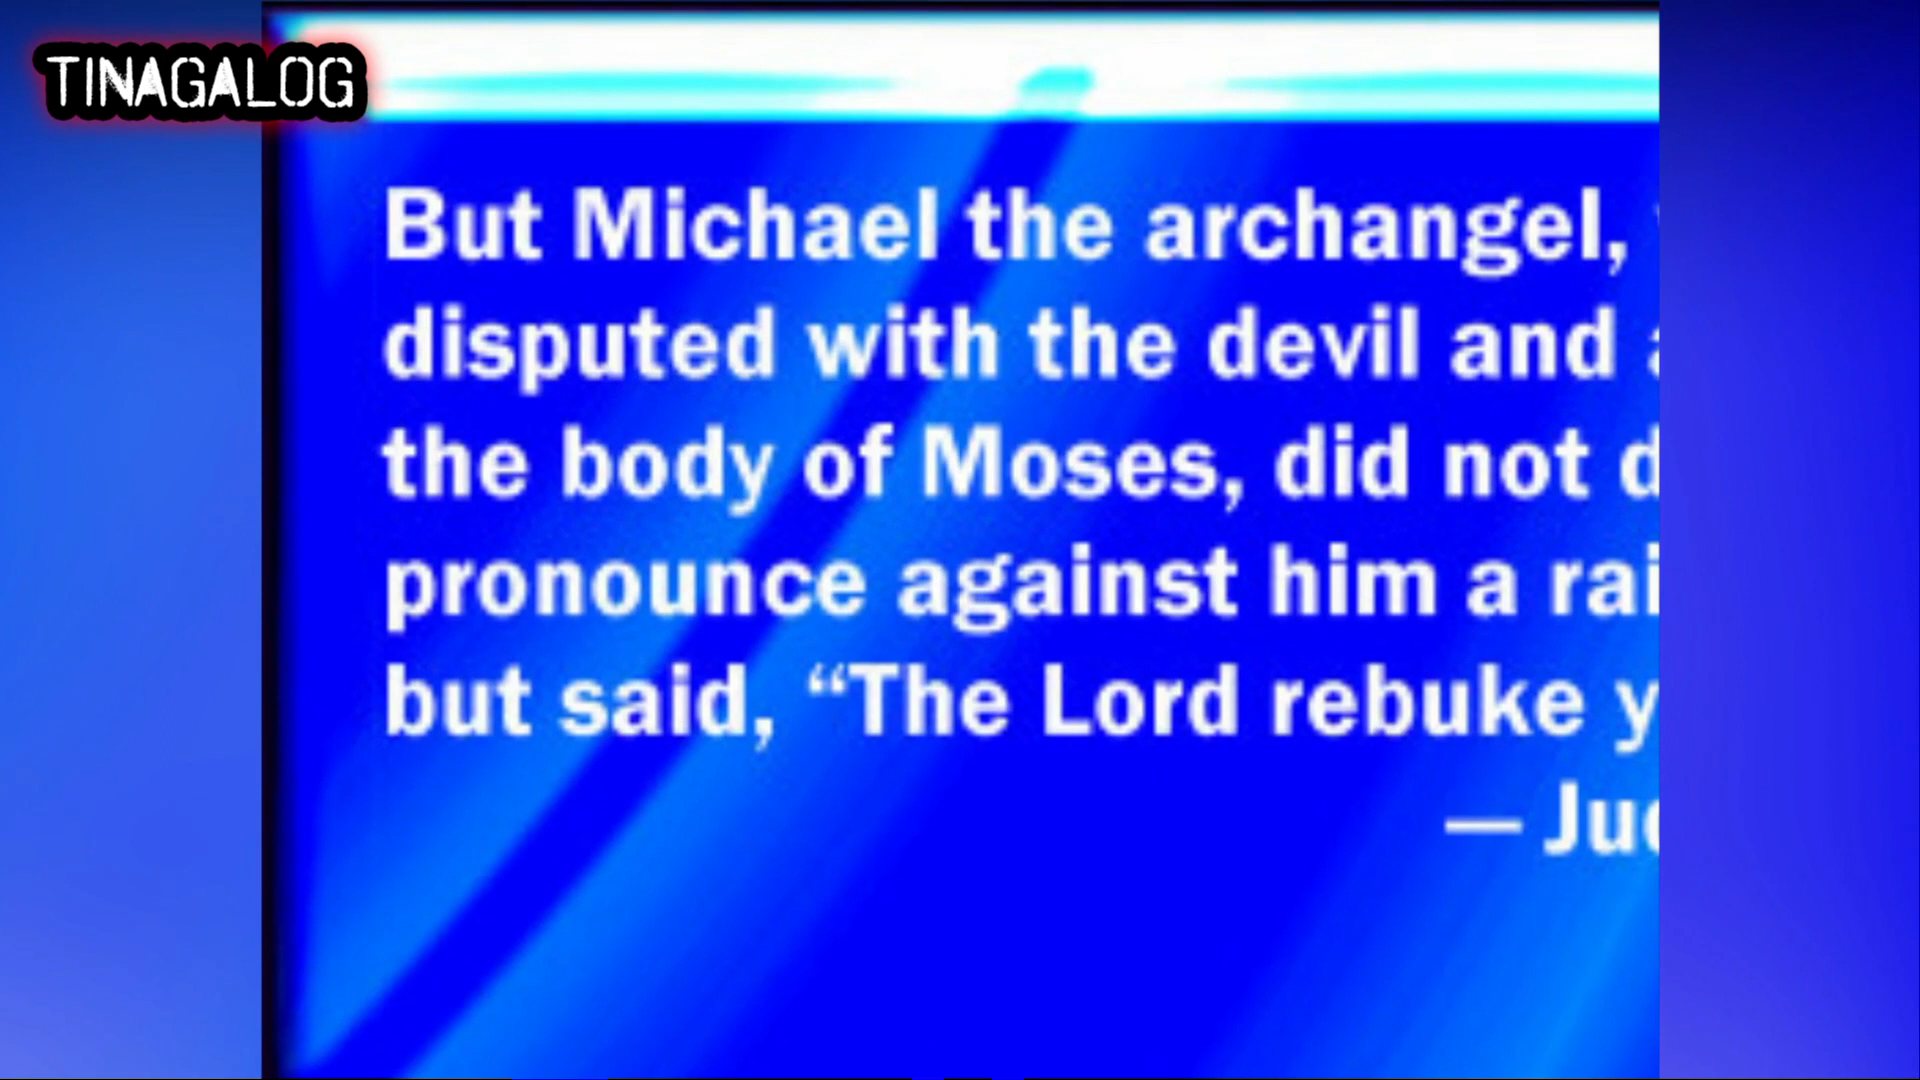 TINAGALOG
But Michael the archangel,
disputed with the devil and
the body of Moses, did not
pronounce against him a
but said, “The Lord rebuke
—